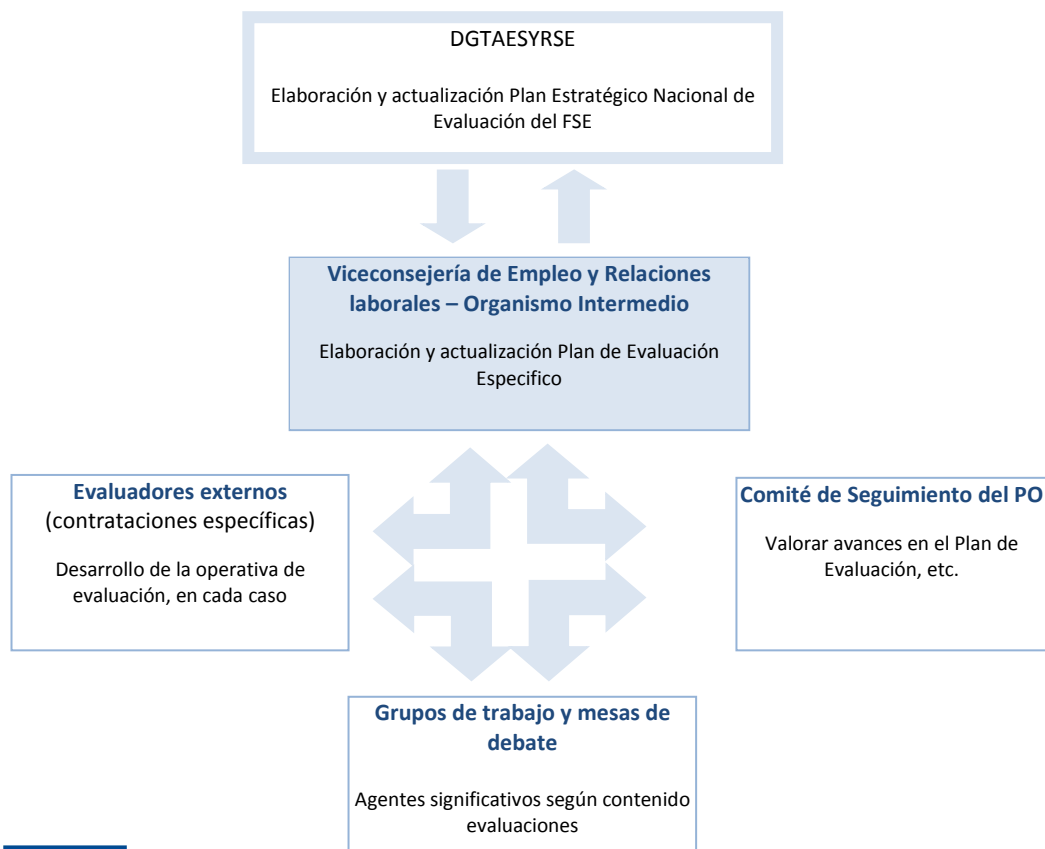 DGTAESYRSE
Elaboración y actualización Plan Estratégico Nacional de
Evaluación del FSE
Viceconsejería de Empleo y Relaciones
laborales – Organismo Intermedio
Elaboración y actualización Plan de Evaluación
Especifico
Evaluadores externos
(contrataciones específicas)
Desarrollo de la operativa de
evaluación, en cada caso
Comité de Seguimiento del PO
Valorar avances en el Plan de
Evaluación, etc.
Grupos de trabajo y mesas de
debate
Agentes significativos según contenido
evaluaciones